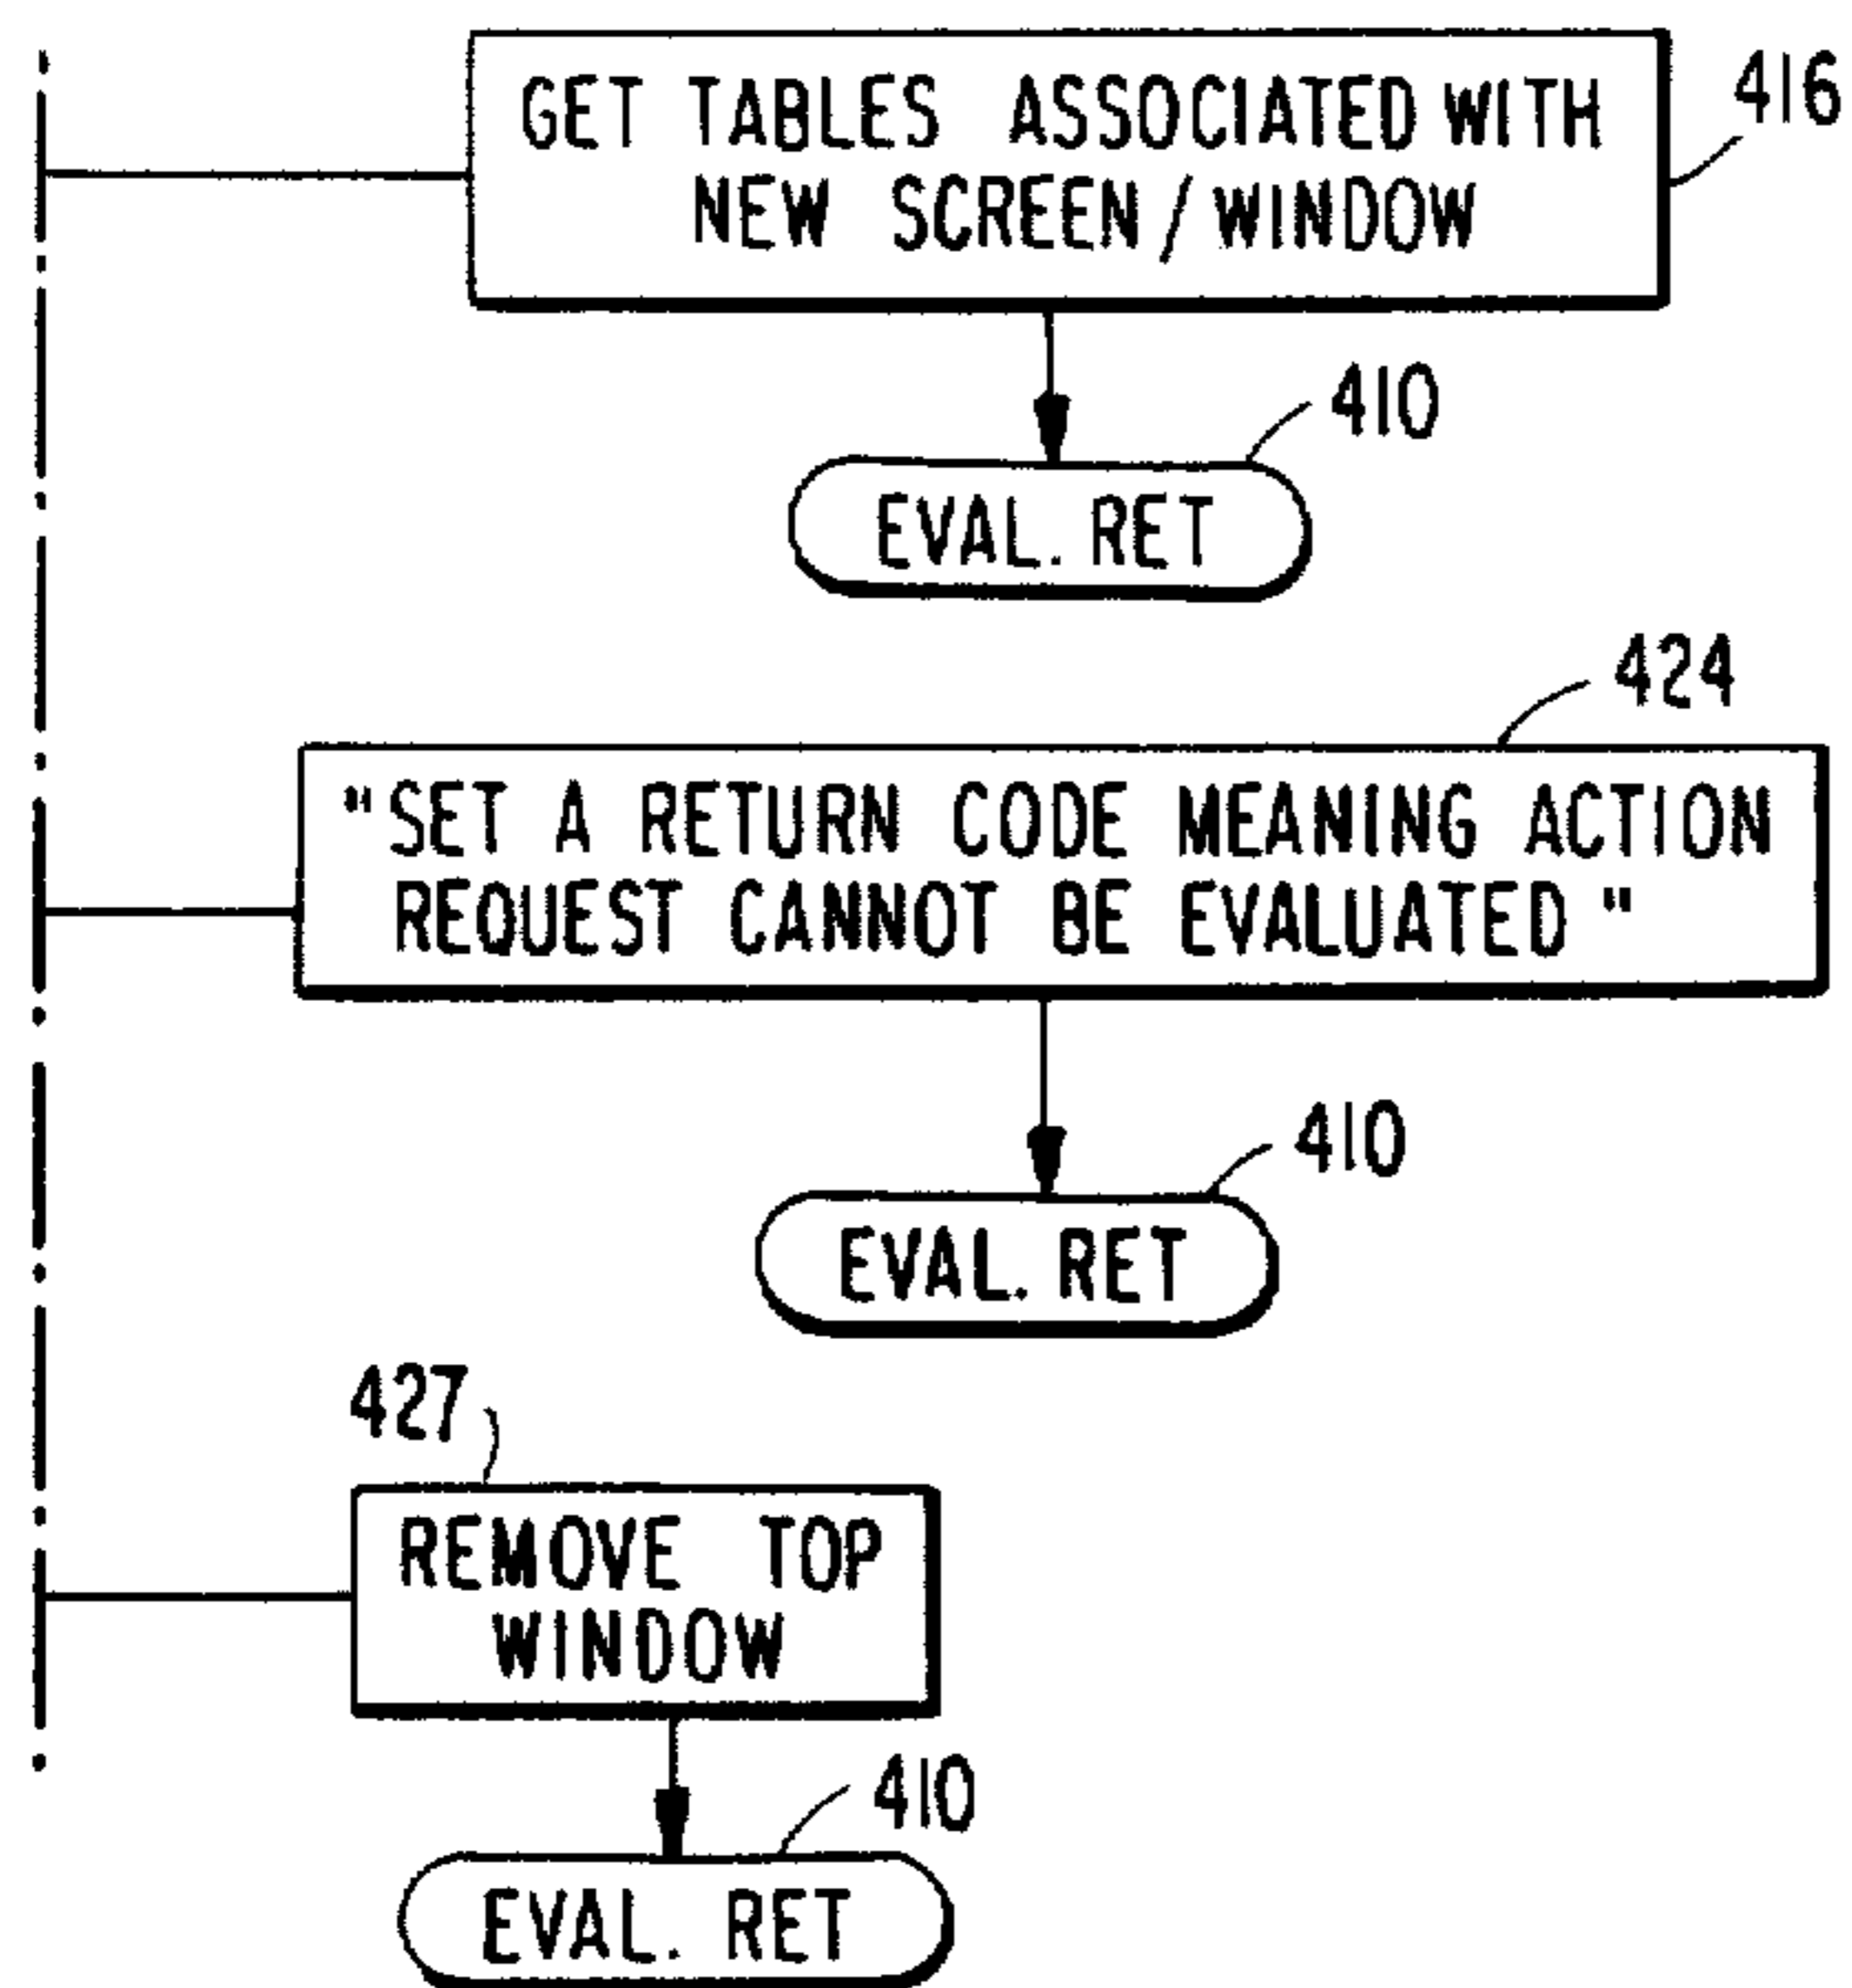 GET TABLES ASSOCIATED WITH
NEW SCREEN/WINDOW
416
410
EVAL. RET
424
"SET A RETURN CODE MEANING ACTION
REQUEST CANNOT BE EVALUATED"
410
EVAL. RET
427
REMOVE TOP
WINDOW
410
EVAL. RET